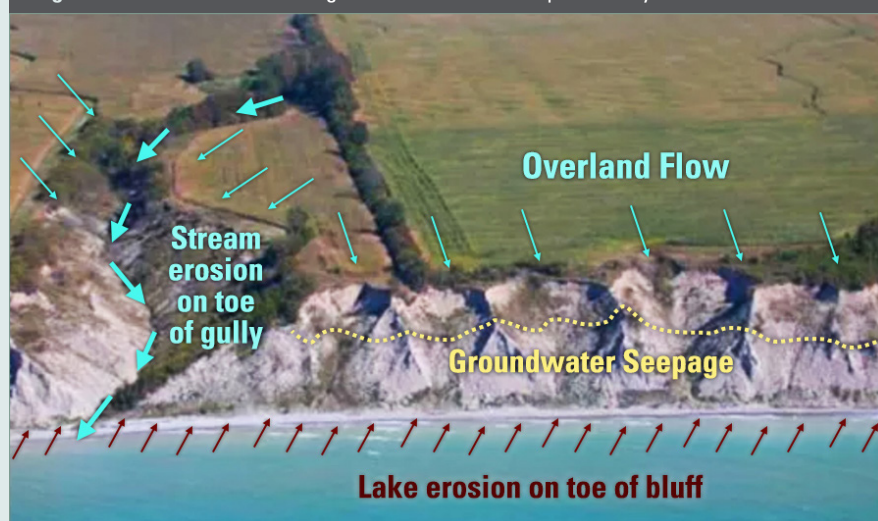 Overland Flow
Stream
erosion
on toe
of gully
Groundwater Seepage
Lake erosion on toe of bluff